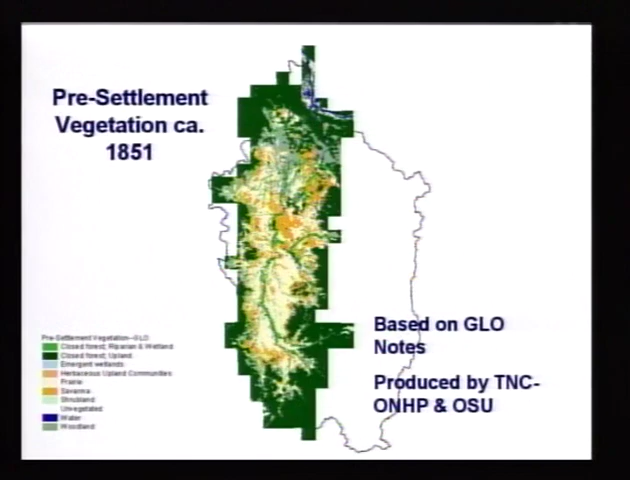 Pre-Settlement
Vegetation ca.
1851
Based on GLO
Notes
Produced by TNC-
ONHP & OSU
Pre-Settlement Vegetation--GLO
Closed forest; Riparian & Wetland
Closed forest; Upland
Emergent wetlands
Herbaceous Upland Communities
Prairie
Savanna
Shrubland
Unvegetated
Water
Woodland